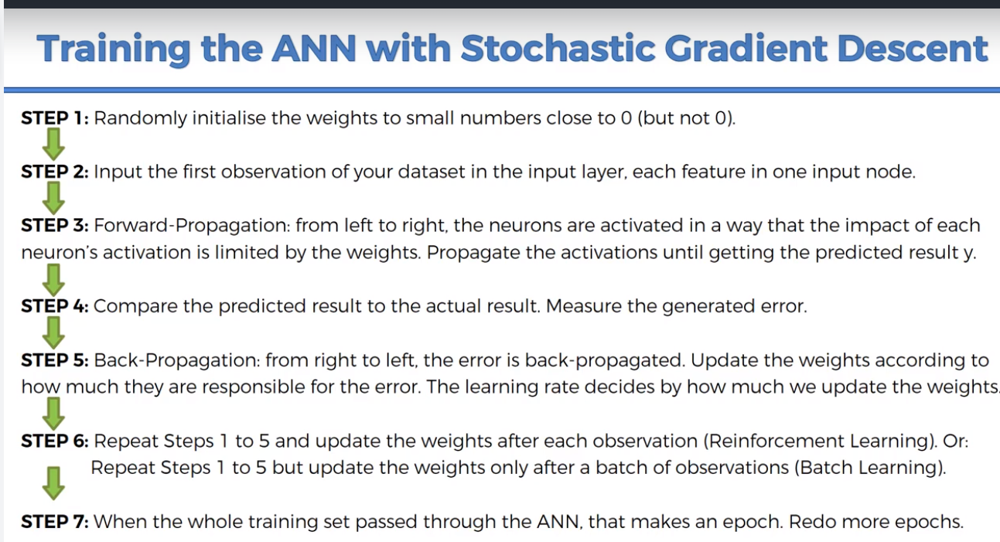 Training the ANN with Stochastic Gradient Descent
STEP 1: Randomly initialise the weights to small numbers close to 0 (but not 0).
STEP 2: Input the first observation of your dataset in the input layer, each feature in one input node.
STEP 3: Forward-Propagation: from left to right, the neurons are activated in a way that the impact of each
neuron's activation is limited by the weights. Propagate the activations until getting the predicted result y.
STEP 4: Compare the predicted result to the actual result. Measure the generated error.
STEP 5: Back-Propagation: from right to left, the error is back-propagated. Update the weights according to
how much they are responsible for the error. The learning rate decides by how much we update the weights.
STEP 6: Repeat Steps 1 to 5 and update the weights after each observation (Reinforcement Learning). Or:
Repeat Steps 1 to 5 but update the weights only after a batch of observations (Batch Learning).
STEP 7: When the whole training set passed through the ANN, that makes an epoch. Redo more epochs.